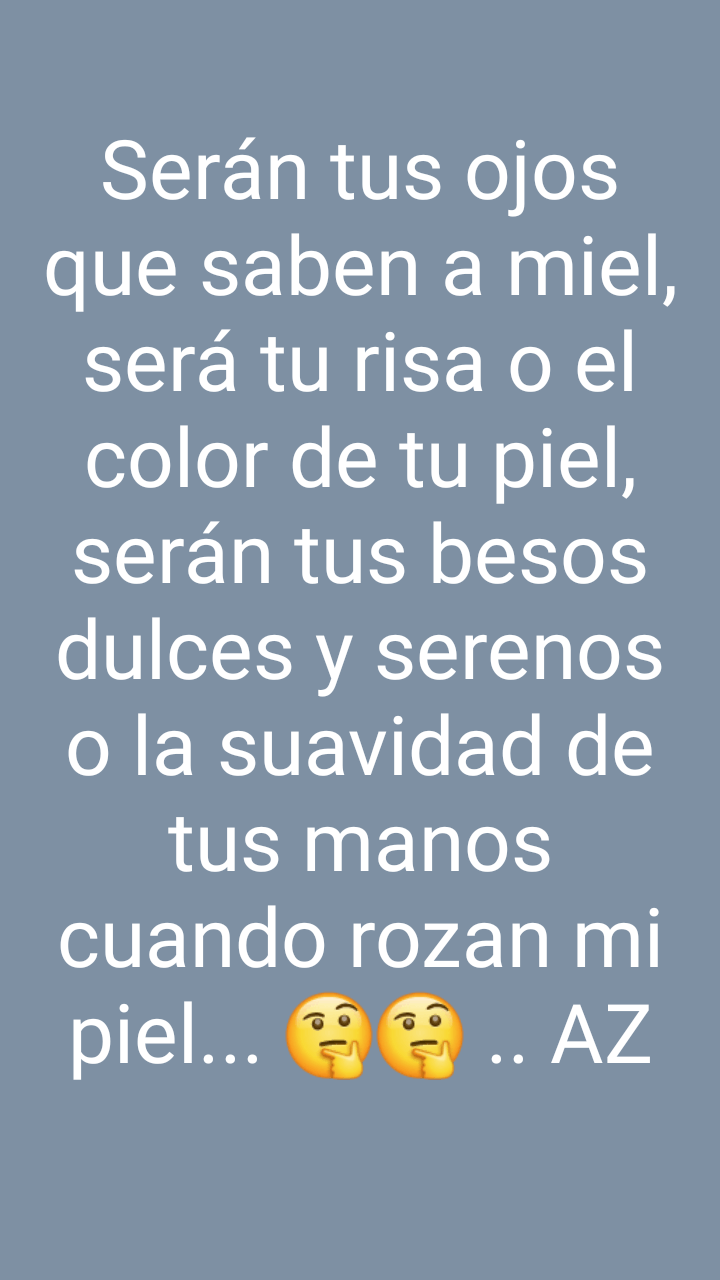 Serán tus ojos
que saben a miel,
será tu risa o el
color de tu piel,
serán tus besos
dulces y serenos
o la suavidad de
tus manos
cuando rozan mi
piel... 🤔🤔 .. AZ